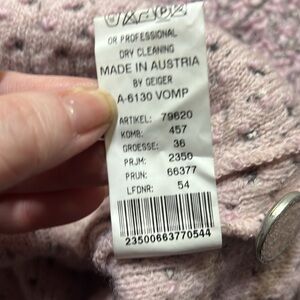 OR PROFESSIONAL
DRY CLEANING
MADE IN AUSTRIA
BY GEIGER
A-6130 VOMP
ARTIKEL: 79620
KOMB: 457
GROESSE: 36
PRJM: 2350
PRUN: 66377
LFDNR: 54
23500663770544